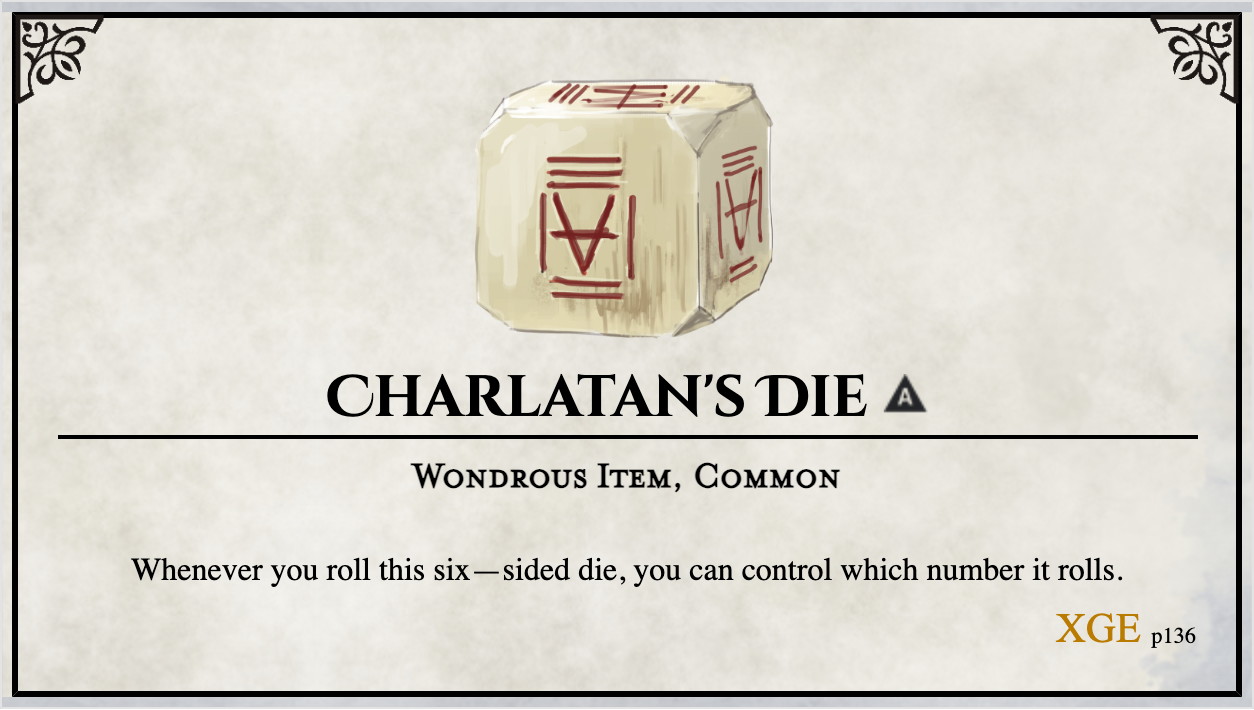 Charlatan's Die A
Wondrous Item, Common
Whenever you roll this six—sided die, you can control which number it rolls.
XGE p136